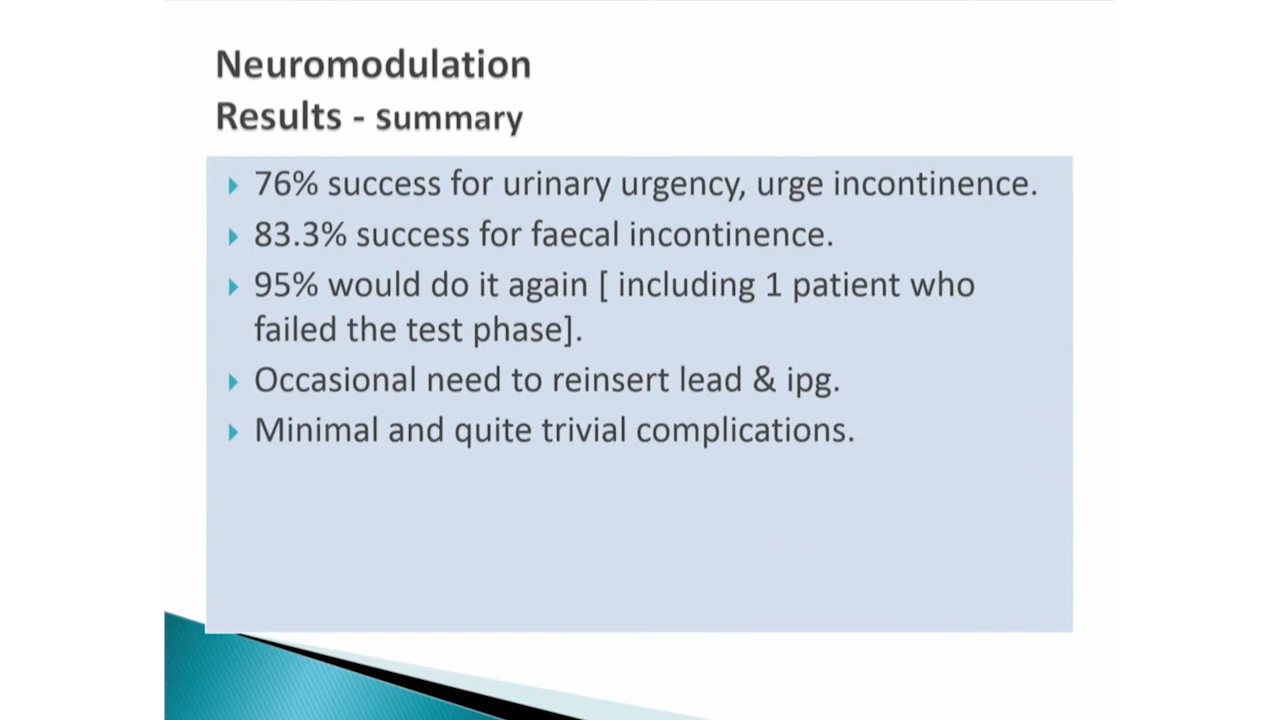 Neuromodulation
Results - summary
76% success for urinary urgency, urge incontinence.
83.3% success for faecal incontinence.
95% would do it again [ including 1 patient who
failed the test phase].
Occasional need to reinsert lead & ipg.
Minimal and quite trivial complications.